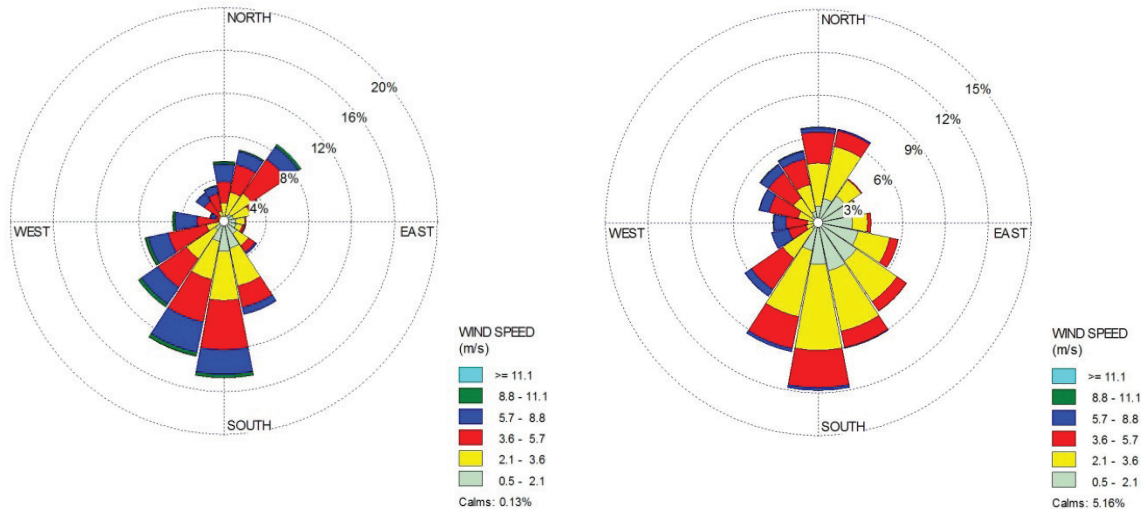 NORTH
20%
16%
12%
8%
4%
WEST
EAST
SOUTH
WIND SPEED
(m/s)
>= 11.1
8.8 - 11.1
5.7 - 8.8
3.6 - 5.7
2.1 - 3.6
0.5 - 2.1
Calms: 0.13%
NORTH
15%
12%
9%
6%
3%
WEST
EAST
SOUTH
WIND SPEED
(m/s)
>= 11.1
8.8 - 11.1
5.7 - 8.8
3.6 - 5.7
2.1 - 3.6
0.5 - 2.1
Calms: 5.16%